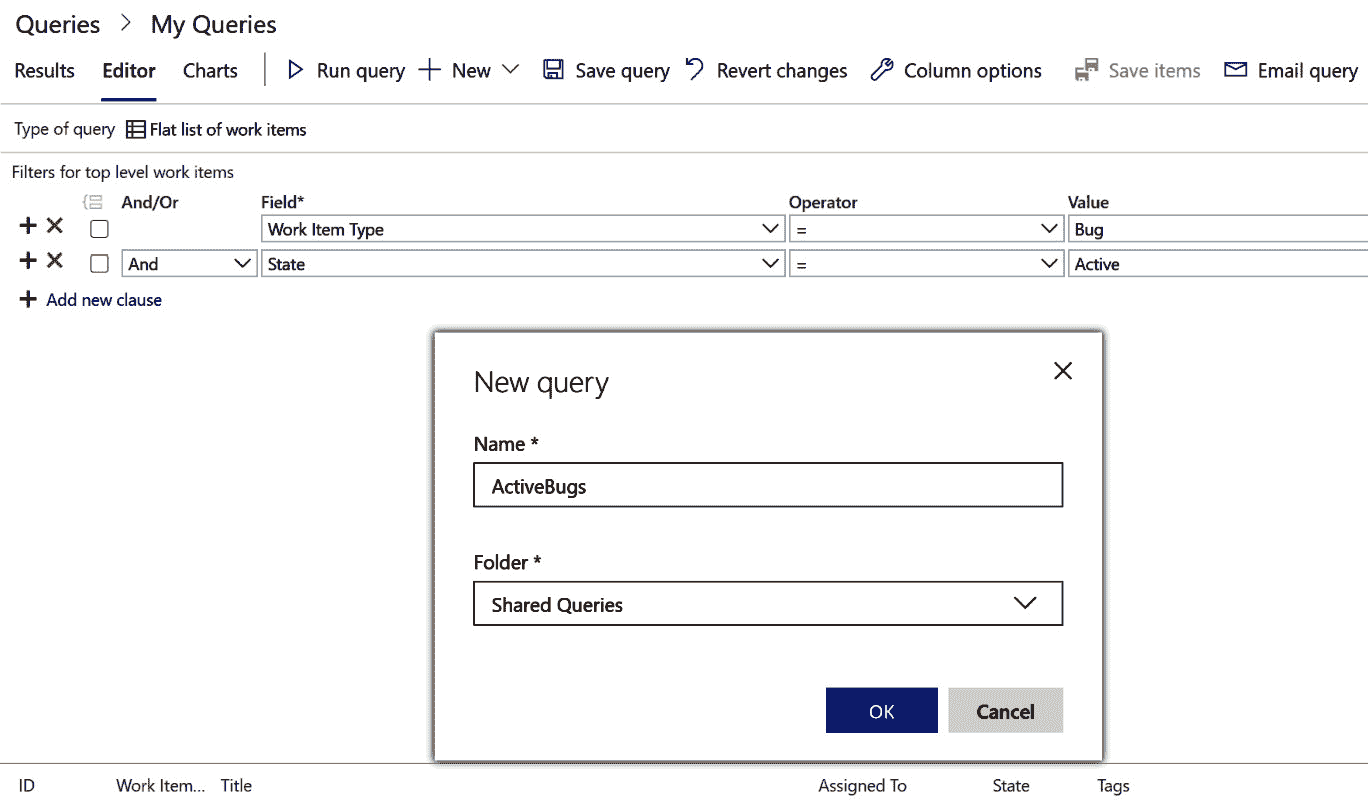 Queries > My Queries
Results Editor Charts Run query New Save query Revert changes Column options Save items Email query
Type of query Flat list of work items
Filters for top level work items
And/Or Field* Operator Value
Work Item Type = Bug
And State = Active
Add new clause
New query
Name *
ActiveBugs
Folder *
Shared Queries
OK Cancel
ID Work Item... Title Assigned To State Tags